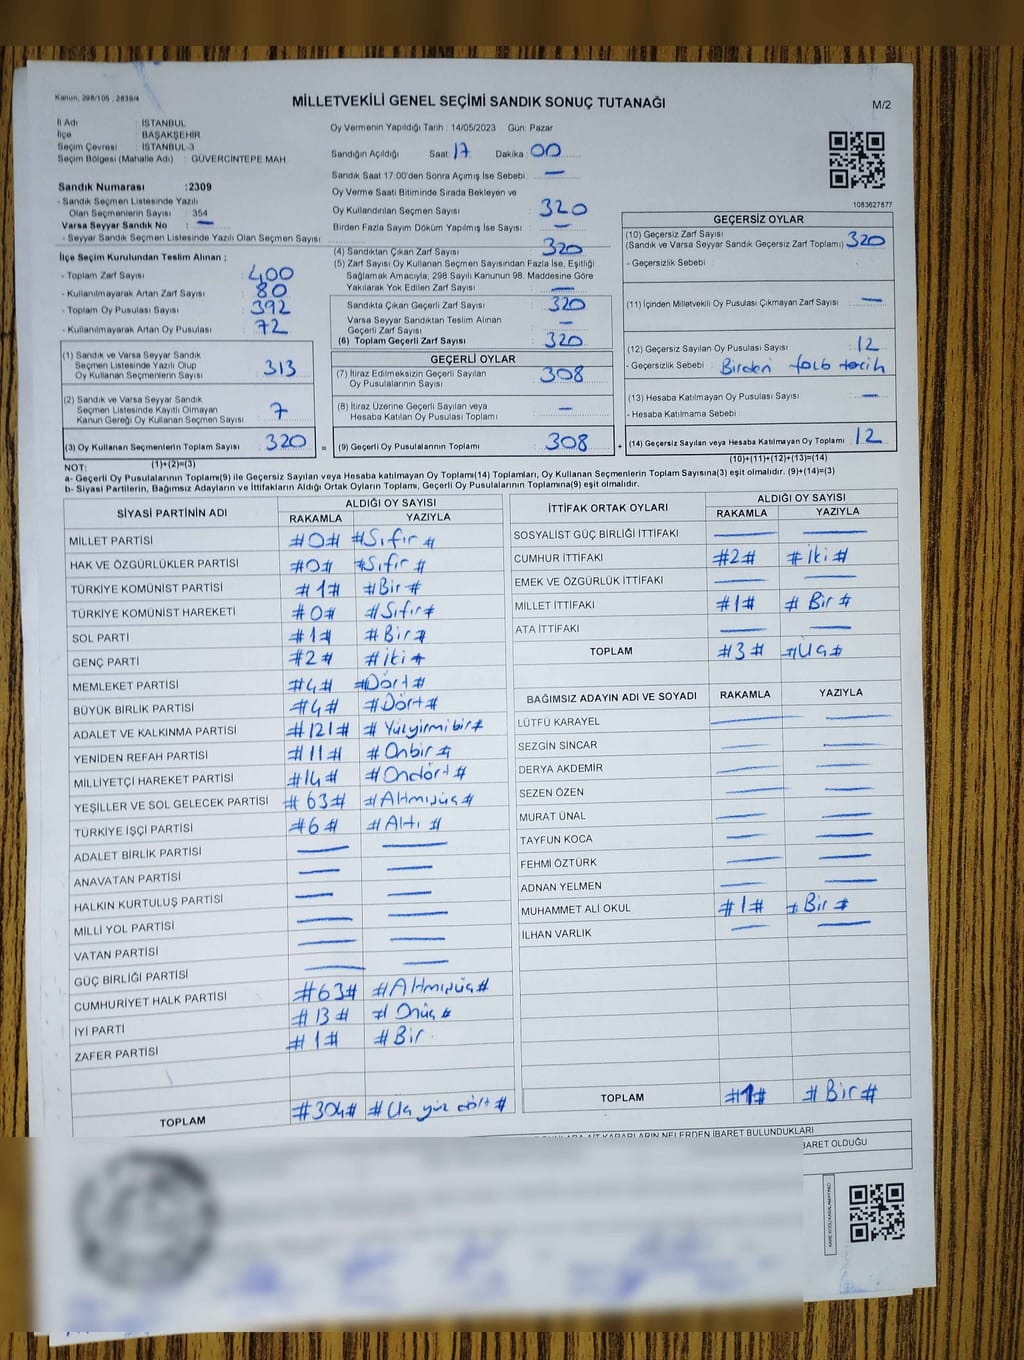 Kanun, 298/105 , 2839/4
MİLLETVEKİLİ GENEL SEÇİMİ SANDIK SONUÇ TUTANAĞI
M/2
İl Adı : İSTANBUL
İlçe : BAŞAKŞEHİR
Seçim Çevresi : İSTANBUL-3
Seçim Bölgesi (Mahalle Adı) : GÜVERCİNTEPE MAH
Sandık Numarası :2309
- Sandık Seçmen Listesinde Yazılı
Olan Seçmenlerin Sayısı : 354
Varsa Seyyar Sandık No : —
- Seyyar Sandık Seçmen Listesinde Yazılı Olan Seçmen Sayısı
İlçe Seçim Kurulundan Teslim Alınan ;
- Toplam Zarf Sayısı : 400
- Kullanılmayarak Artan Zarf Sayısı : 80
- Toplam Oy Pusulası Sayısı : 392
- Kullanılmayarak Artan Oy Pusulası : 72
(1) Sandık ve Varsa Seyyar Sandık
Seçmen Listesinde Yazılı Olup
Oy Kullanan Seçmenlerin Sayısı : 313
(2) Sandık ve Varsa Seyyar Sandık
Seçmen Listesinde Kayıtlı Olmayan
Kanun Gereği Oy Kullanan Seçmen Sayısı : 7
(3) Oy Kullanan Seçmenlerin Toplam Sayısı : 320 =
(1)+(2)=(3)
Oy Vermenin Yapıldığı Tarih : 14/05/2023 Gün: Pazar
Sandığın Açıldığı Saat: 17 Dakika : 00
Sandık Saat 17.00'den Sonra Açımış İse Sebebi : —
Oy Verme Saati Bitiminde Sırada Bekleyen ve
Oy Kullandırılan Seçmen Sayısı : 320
Birden Fazla Sayım Döküm Yapılmış İse Sayısı : —
(4) Sandıktan Çıkan Zarf Sayısı : 320
(5) Zarf Sayısı Oy Kullanan Seçmen Sayısından Fazla İse, Eşitliği
Sağlamak Amacıyla; 298 Sayılı Kanunun 98. Maddesine Göre
Yakılarak Yok Edilen Zarf Sayısı : —
Sandıkta Çıkan Geçerli Zarf Sayısı : 320
Varsa Seyyar Sandıktan Teslim Alınan
Geçerli Zarf Sayısı : —
(6) Toplam Geçerli Zarf Sayısı : 320
GEÇERLİ OYLAR
(7) İtiraz Edilmeksizin Geçerli Sayılan
Oy Pusulalarının Sayısı : 308
(8) İtiraz Üzerine Geçerli Sayılan veya
Hesaba Katılan Oy Pusulası Toplamı : —
(9) Geçerli Oy Pusulalarının Toplamı : 308 +
1083627877
GEÇERSİZ OYLAR
(10) Geçersiz Zarf Sayısı
(Sandık ve Varsa Seyyar Sandık Geçersiz Zarf Toplamı) 320
- Geçersizlik Sebebi :
(11) İçinden Milletvekili Oy Pusulası Çıkmayan Zarf Sayısı : —
(12) Geçersiz Sayılan Oy Pusulası Sayısı : 12
- Geçersizlik Sebebi : Birden
(13) Hesaba Katılmayan Oy Pusulası Sayısı : —
- Hesaba Katılmama Sebebi :
(14) Geçersiz Sayılan veya Hesaba Katılmayan Oy Toplamı : 12
(10)+(11)+(12)+(13)=(14)
NOT:
a- Geçerli Oy Pusulalarının Toplam(9) ile Geçersiz Sayılan veya Hesaba katılmayan Oy Toplamı(14) Toplamları, Oy Kullanan Seçmenlerin Toplam Sayısına(3) eşit olmalıdır. (9)+(14)=(3)
b- Siyasi Partilerin, Bağımsız Adayların ve İttifakların Aldığı Ortak Oyların Toplamı, Geçerli Oy Pusulalarının Toplamına(9) eşit olmalıdır.
SİYASİ PARTİNİN ADI ALDIĞI OY SAYISI
RAKAMLA YAZIYLA
MİLLET PARTİSİ #0# #Sıfır#
HAK VE ÖZGÜRLÜKLER PARTİSİ #0# #Sıfır#
TÜRKİYE KOMÜNİST PARTİSİ #1# #Bir#
TÜRKİYE KOMÜNİST HAREKETİ #0# #Sıfır#
SOL PARTİ #1# #Bir#
GENÇ PARTİ #2# #İki#
MEMLEKET PARTİSİ #4# #Dört#
BÜYÜK BİRLİK PARTİSİ #4# #Dört#
ADALET VE KALKINMA PARTİSİ #121# #Yüzyirmibir#
YENİDEN REFAH PARTİSİ #11# #Onbir#
MİLLİYETÇİ HAREKET PARTİSİ #14# #Ondört#
YEŞİLLER VE SOL GELECEK PARTİSİ #63# #Altmışüç#
TÜRKİYE İŞÇİ PARTİSİ #6# #Altı#
ADALET BİRLİK PARTİSİ — —
ANAVATAN PARTİSİ — —
HALKIN KURTULUŞ PARTİSİ — —
MİLLİ YOL PARTİSİ — —
VATAN PARTİSİ — —
GÜÇ BİRLİĞİ PARTİSİ — —
CUMHURİYET HALK PARTİSİ #63# #Altmışüç#
İYİ PARTİ #13# #Onüç#
ZAFER PARTİSİ #1# #Bir
TOPLAM #304# #Üç yüz dört#
İTTİFAK ORTAK OYLARI ALDIĞI OY SAYISI
RAKAMLA YAZIYLA
SOSYALİST GÜÇ BİRLİĞİ İTTİFAKI — —
CUMHUR İTTİFAKI #2# #İki#
EMEK VE ÖZGÜRLÜK İTTİFAKI — —
MİLLET İTTİFAKI #1# #Bir#
ATA İTTİFAKI — —
TOPLAM #3# #Üç#
BAĞIMSIZ ADAYIN ADI VE SOYADI RAKAMLA YAZIYLA
LÜTFÜ KARAYEL — —
SEZGİN SİNCAR — —
DERYA AKDEMİR — —
SEZEN ÖZEN — —
MURAT ÜNAL — —
TAYFUN KOCA — —
FEHMİ ÖZTÜRK — —
ADNAN YELMEN — —
MUHAMMET ALİ OKUL #1# #Bir#
İLHAN VARLIK — —
TOPLAM #1# #Bir#
KARARLARIN NELERDEN İBARET BULUNDUKLARI
İBARET OLDUĞU